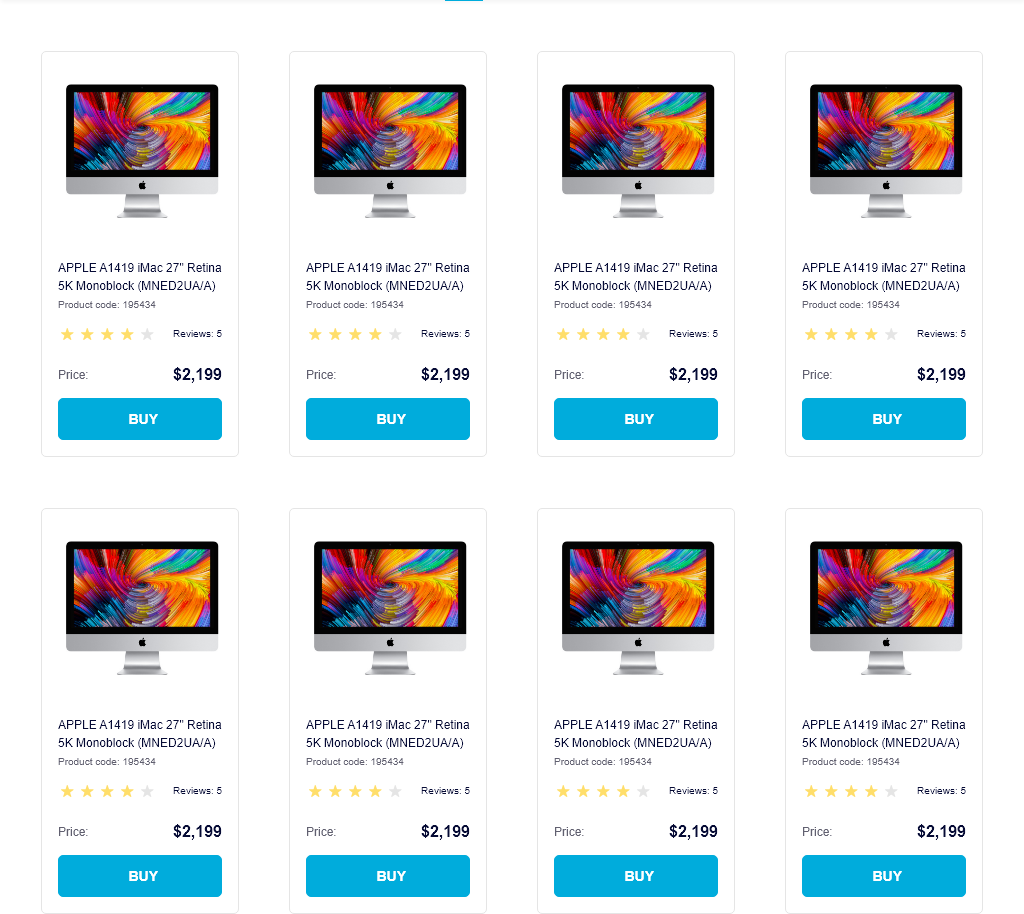 APPLE A1419 iMac 27" Retina
5K Monoblock (MNED2UA/A)
Product code: 195434
Reviews: 5
Price: $2,199
BUY
APPLE A1419 iMac 27" Retina
5K Monoblock (MNED2UA/A)
Product code: 195434
Reviews: 5
Price: $2,199
BUY
APPLE A1419 iMac 27" Retina
5K Monoblock (MNED2UA/A)
Product code: 195434
Reviews: 5
Price: $2,199
BUY
APPLE A1419 iMac 27" Retina
5K Monoblock (MNED2UA/A)
Product code: 195434
Reviews: 5
Price: $2,199
BUY
APPLE A1419 iMac 27" Retina
5K Monoblock (MNED2UA/A)
Product code: 195434
Reviews: 5
Price: $2,199
BUY
APPLE A1419 iMac 27" Retina
5K Monoblock (MNED2UA/A)
Product code: 195434
Reviews: 5
Price: $2,199
BUY
APPLE A1419 iMac 27" Retina
5K Monoblock (MNED2UA/A)
Product code: 195434
Reviews: 5
Price: $2,199
BUY
APPLE A1419 iMac 27" Retina
5K Monoblock (MNED2UA/A)
Product code: 195434
Reviews: 5
Price: $2,199
BUY